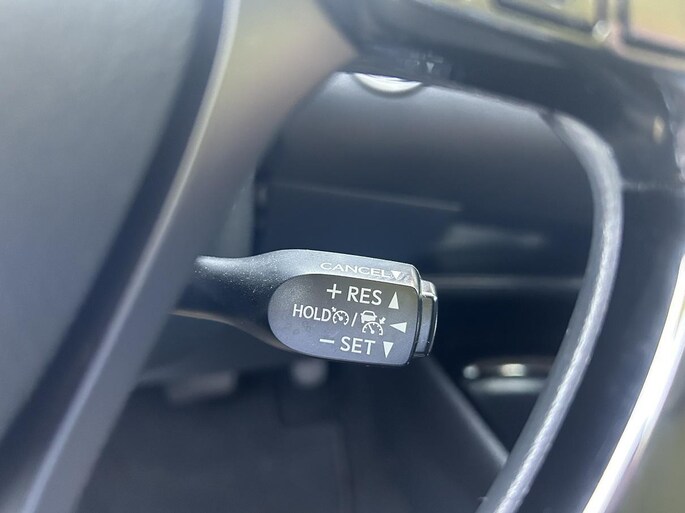 CANCEL
+ RES
HOLD /
− SET